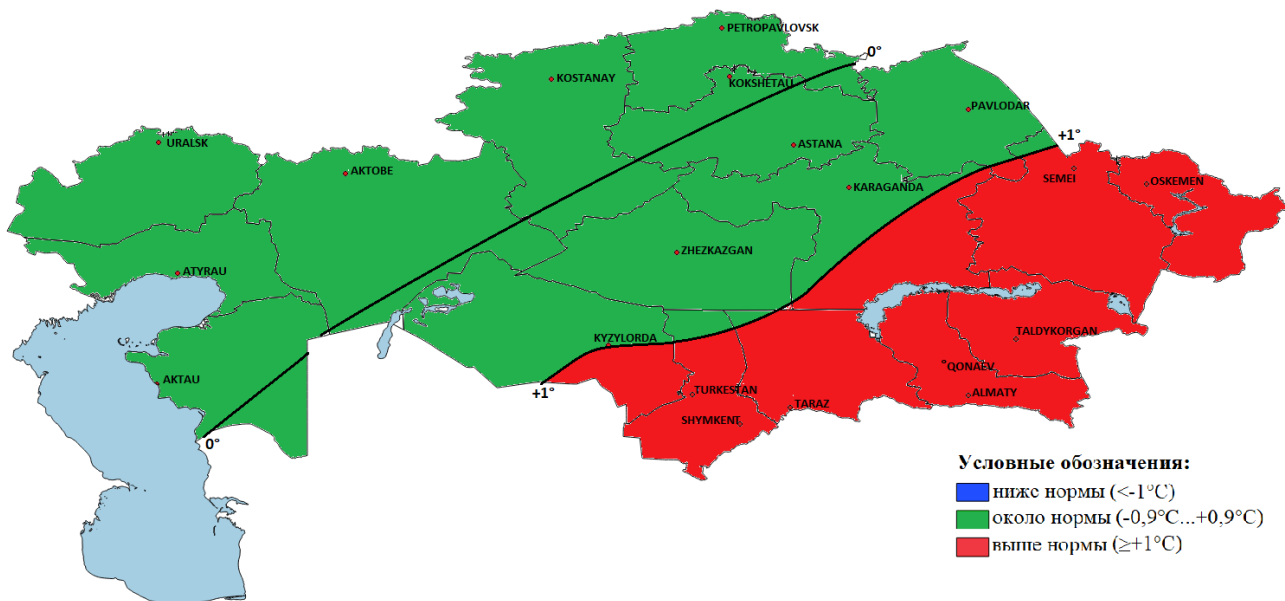 PETROPAVLOVSK
0°
KOSTANAY
KOKSHETAU
PAVLODAR
+1°
URALSK
ASTANA
AKTOBE
SEMEI
OSKEMEN
KARAGANDA
ZHEZKAZGAN
ATYRAU
KYZYLORDA
TALDYKORGAN
QONAEV
AKTAU
+1°
TURKESTAN
ALMATY
TARAZ
SHYMKENT
0°
Условные обозначения:
ниже нормы (<-1°C)
около нормы (-0,9°C...+0,9°C)
выше нормы (≥+1°C)